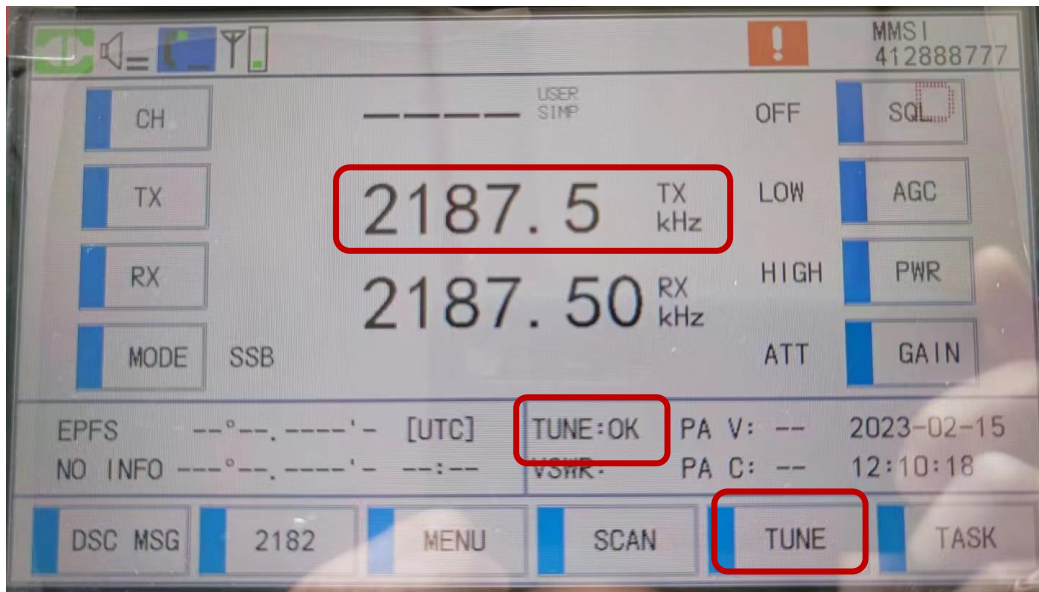 MMSI
412888777
CH
---- USER SIMP
OFF
SQL
TX
2187.5 TX kHz
LOW
AGC
RX
2187.50 RX kHz
HIGH
PWR
MODE
SSB
ATT
GAIN
EPFS --°--.----'- [UTC]
TUNE:OK
PA V: --
2023-02-15
NO INFO ---°--.----'- --:--
VSWR:
PA C: --
12:10:18
DSC MSG
2182
MENU
SCAN
TUNE
TASK